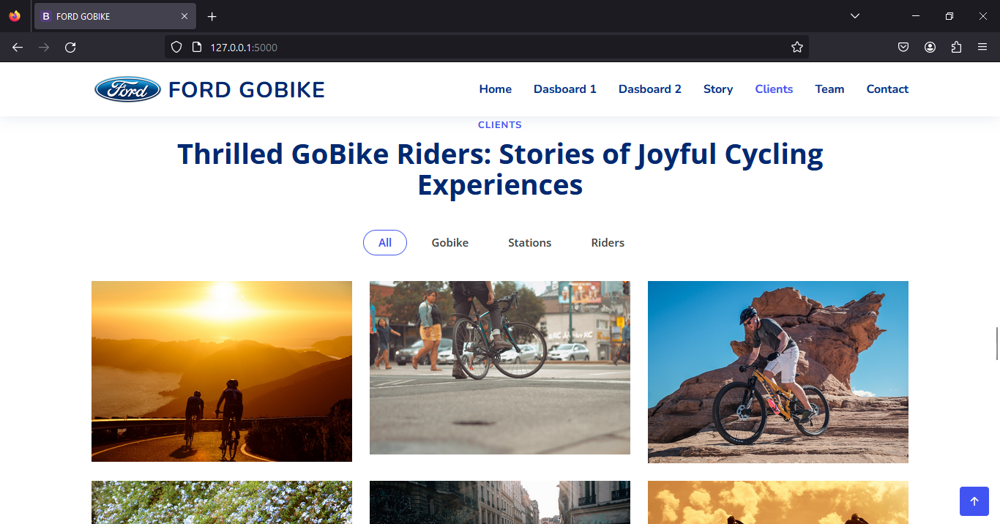 FORD GOBIKE
127.0.0.1:5000
Ford FORD GOBIKE
Home Dasboard 1 Dasboard 2 Story Clients Team Contact
CLIENTS
Thrilled GoBike Riders: Stories of Joyful Cycling
Experiences
All Gobike Stations Riders